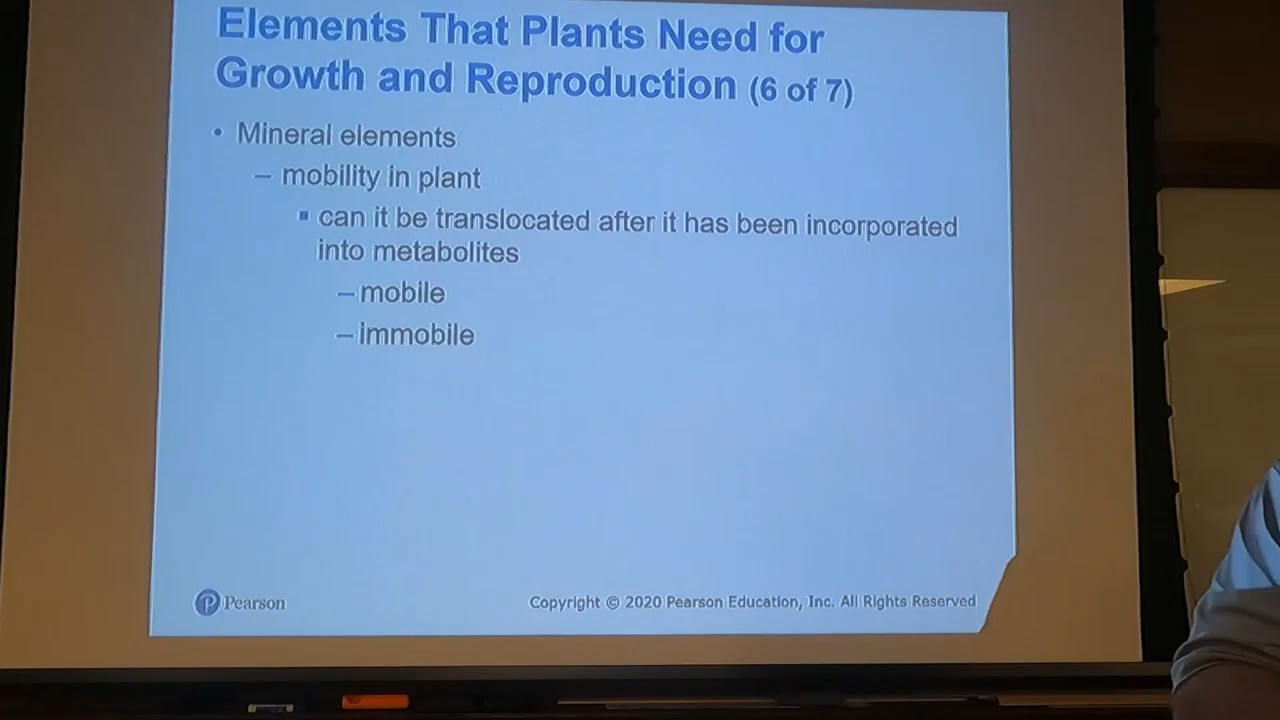 Elements That Plants Need for
Growth and Reproduction (6 of 7)
• Mineral elements
– mobility in plant
▪ can it be translocated after it has been incorporated
into metabolites
– mobile
– immobile
P Pearson
Copyright © 2020 Pearson Education, Inc. All Rights Reserved